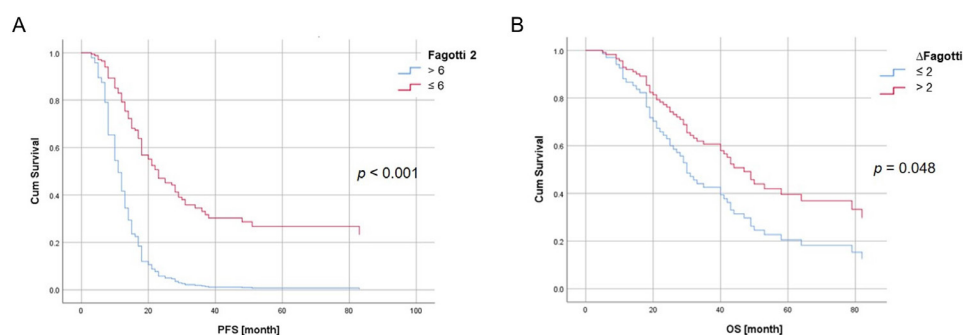 A
Fagotti 2
> 6
≤ 6
1.0
0.8
0.6
0.4
0.2
0.0
Cum Survival
p < 0.001
0
20
40
60
80
100
PFS [month]
B
ΔFagotti
≤ 2
> 2
1.0
0.8
0.6
0.4
0.2
0.0
Cum Survival
p = 0.048
0
20
40
60
80
OS [month]